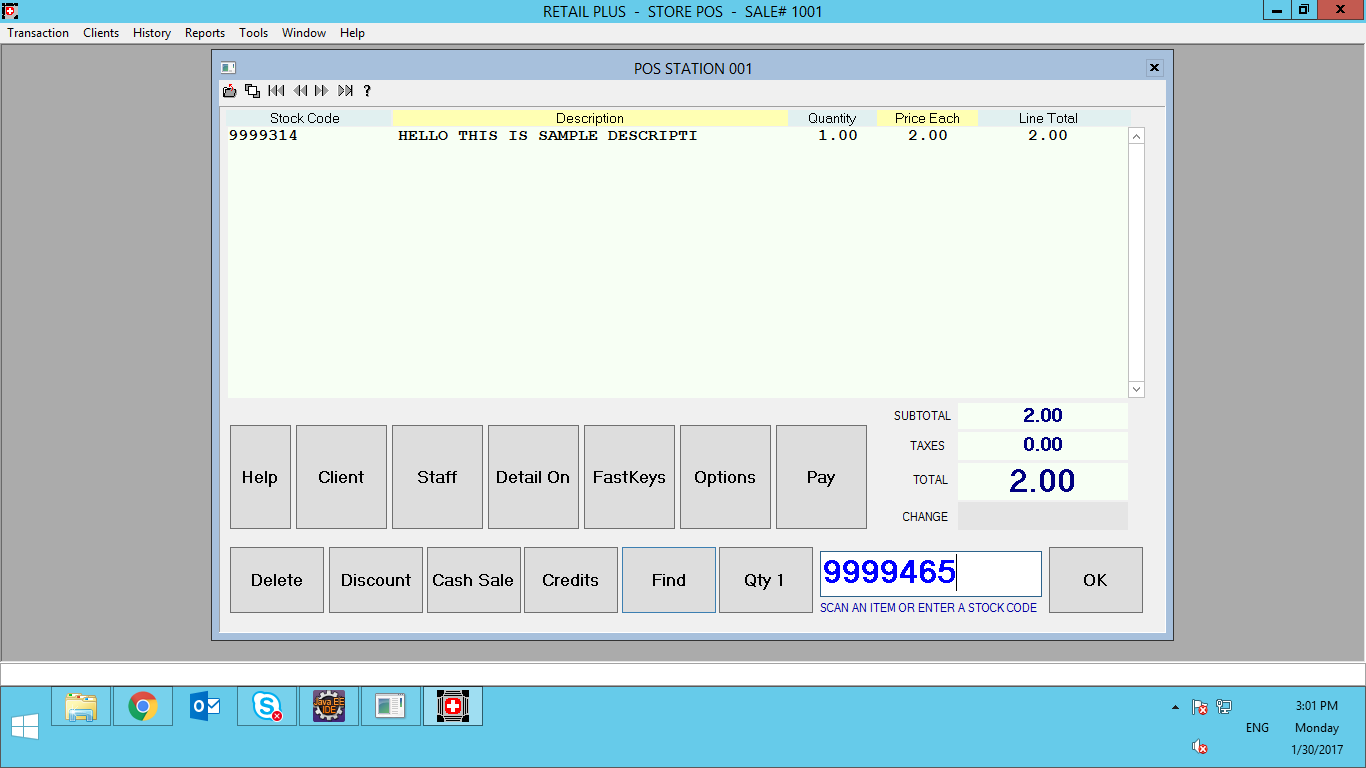 RETAIL PLUS - STORE POS - SALE# 1001
Transaction Clients History Reports Tools Window Help
POS STATION 001
?
Stock Code Description Quantity Price Each Line Total
9999314 HELLO THIS IS SAMPLE DESCRIPTI 1.00 2.00 2.00
SUBTOTAL 2.00
TAXES 0.00
TOTAL 2.00
CHANGE
Help Client Staff Detail On FastKeys Options Pay
Delete Discount Cash Sale Credits Find Qty 1 9999465 OK
SCAN AN ITEM OR ENTER A STOCK CODE
Java EE
IDE
3:01 PM
ENG Monday
1/30/2017